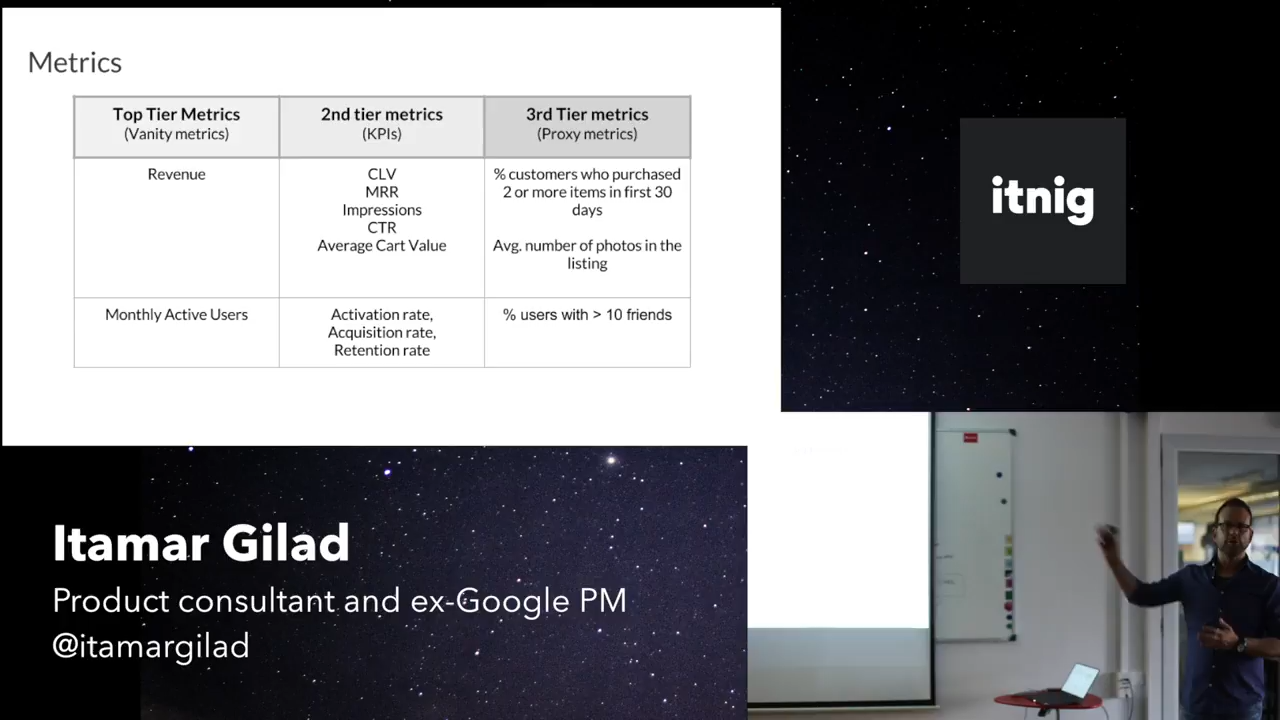 Metrics
Top Tier Metrics
(Vanity metrics)
2nd tier metrics
(KPIs)
3rd Tier metrics
(Proxy metrics)
Revenue
CLV
MRR
Impressions
CTR
Average Cart Value
% customers who purchased
2 or more items in first 30
days
Avg. number of photos in the
listing
Monthly Active Users
Activation rate,
Acquisition rate,
Retention rate
% users with > 10 friends
itnig
Itamar Gilad
Product consultant and ex-Google PM
@itamargilad